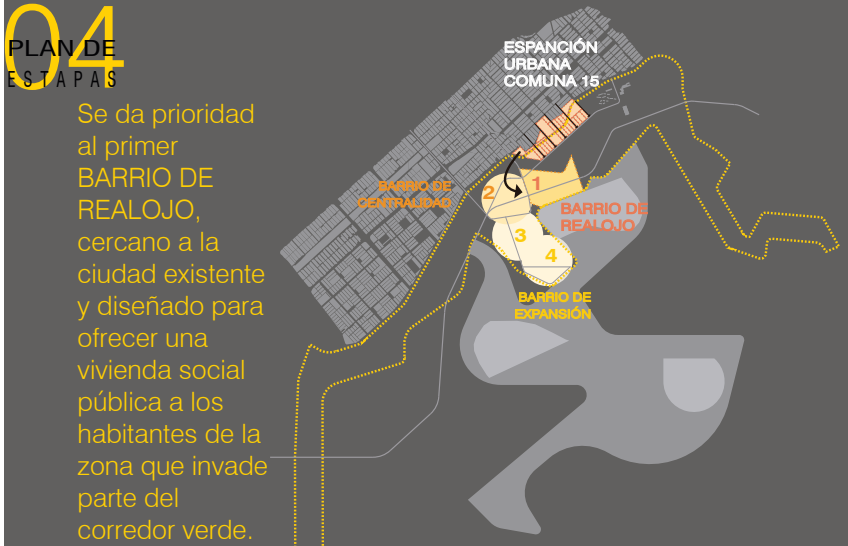 04
PLAN DE
ESTAPAS
Se da prioridad
al primer
BARRIO DE
REALOJO,
cercano a la
ciudad existente
y diseñado para
ofrecer una
vivienda social
pública a los
habitantes de la
zona que invade
parte del
corredor verde.
ESPANCIÓN
URBANA
COMUNA 15
BARRIO DE
CENTRALIDAD
2
1
BARRIO DE
REALOJO
3
4
BARRIO DE
EXPANSIÓN